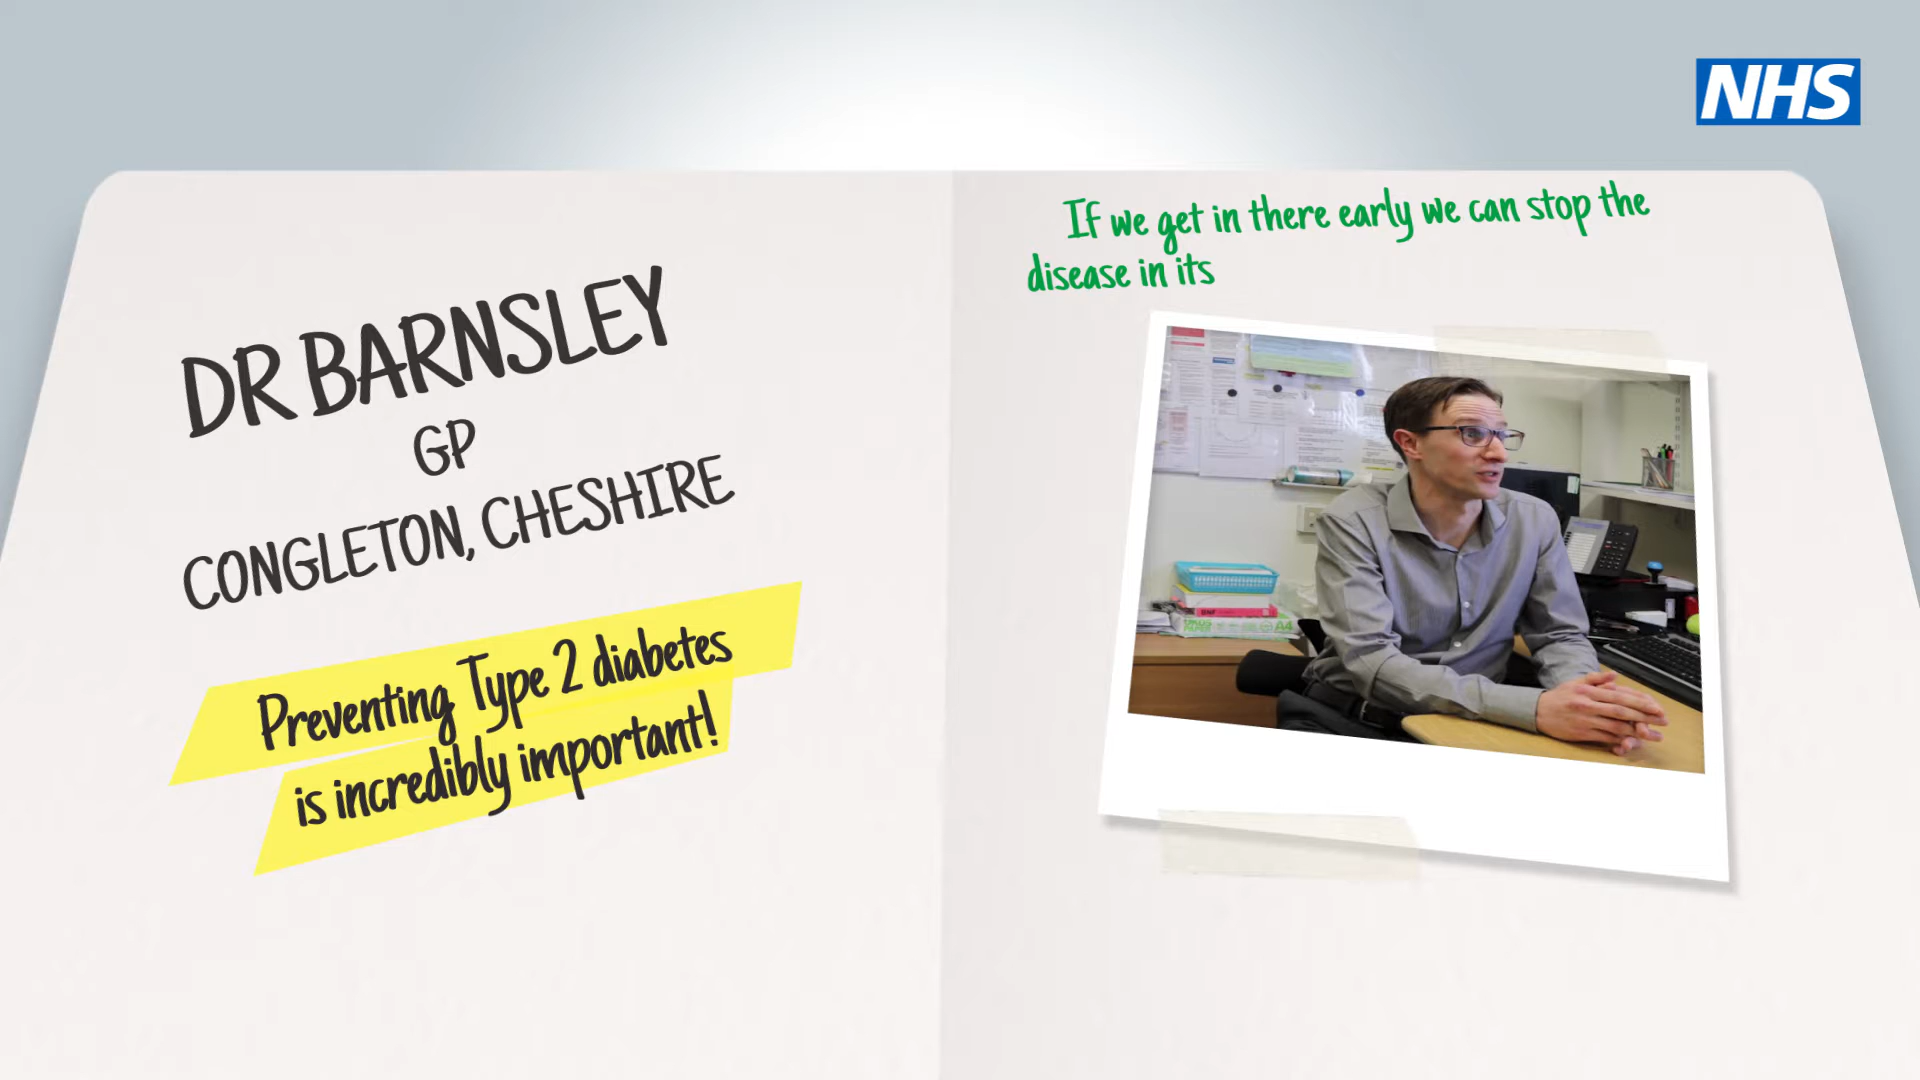 NHS
DR BARNSLEY
GP
CONGLETON, CHESHIRE
Preventing Type 2 diabetes
is incredibly important!
If we get in there early we can stop the
disease in its
A4